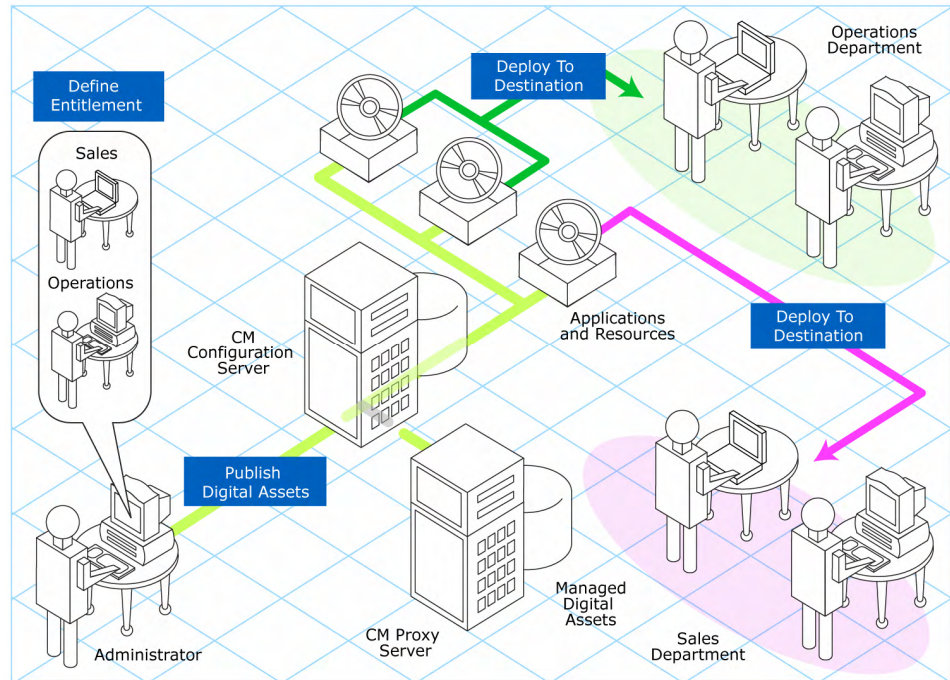 Define
Entitlement
Sales
Operations
Deploy To
Destination
Operations
Department
CM
Configuration
Server
Applications
and Resources
Deploy To
Destination
Publish
Digital Assets
Administrator
CM Proxy
Server
Managed
Digital
Assets
Sales
Department